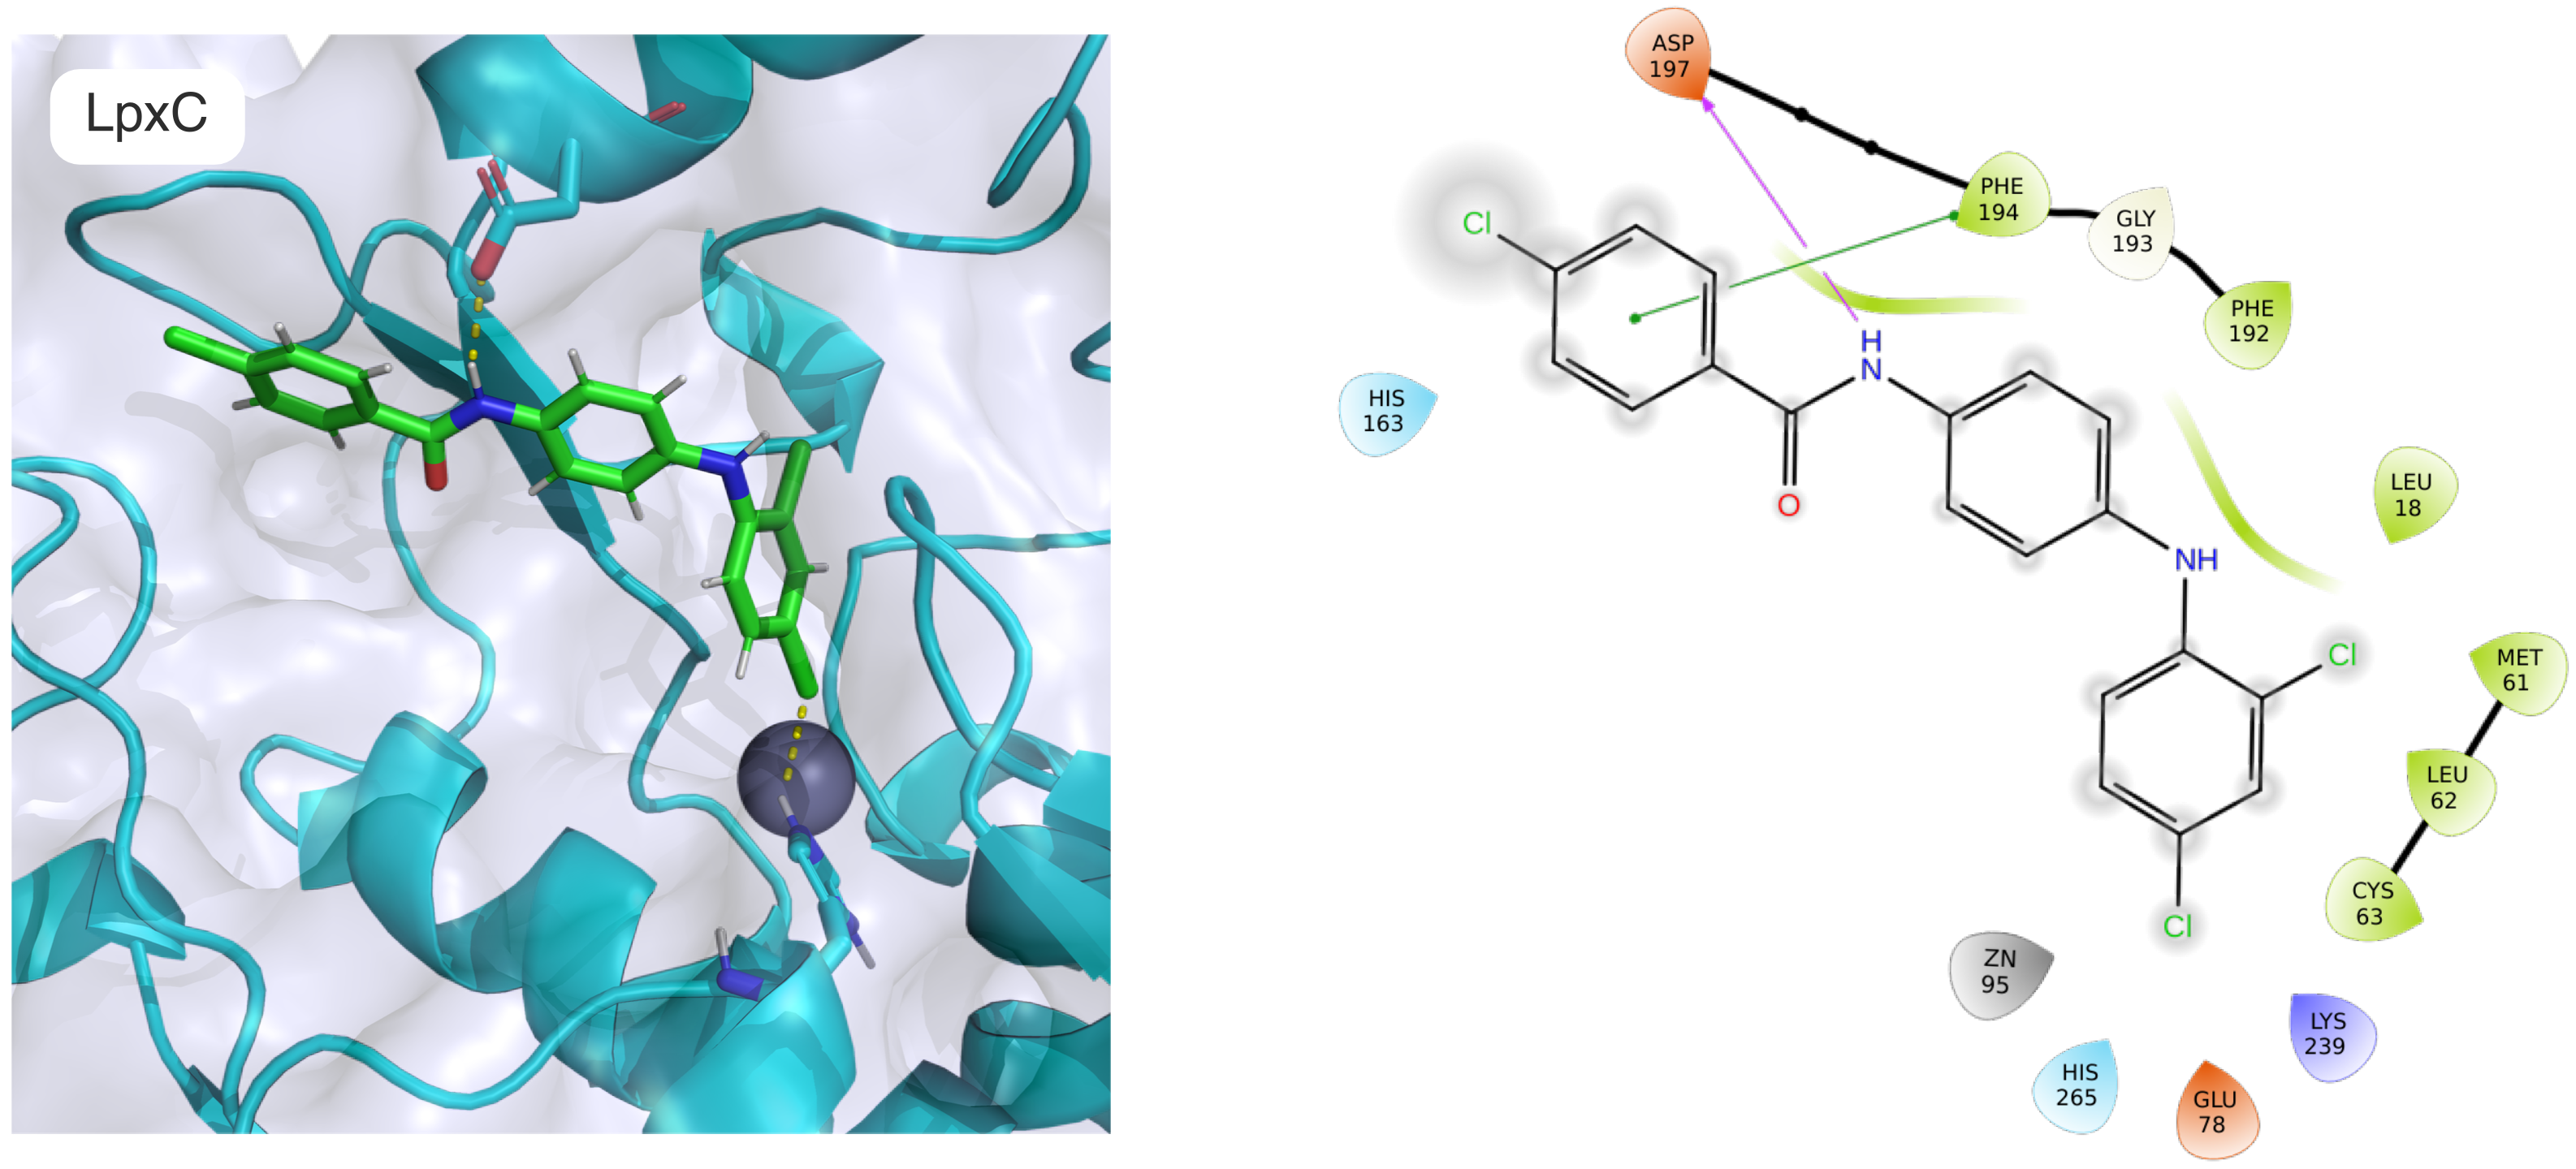 LpxC
ASP
197
PHE
194
GLY
193
PHE
192
Cl
H
N
HIS
163
O
LEU
18
NH
Cl
MET
61
LEU
62
CYS
63
Cl
ZN
95
LYS
239
HIS
265
GLU
78